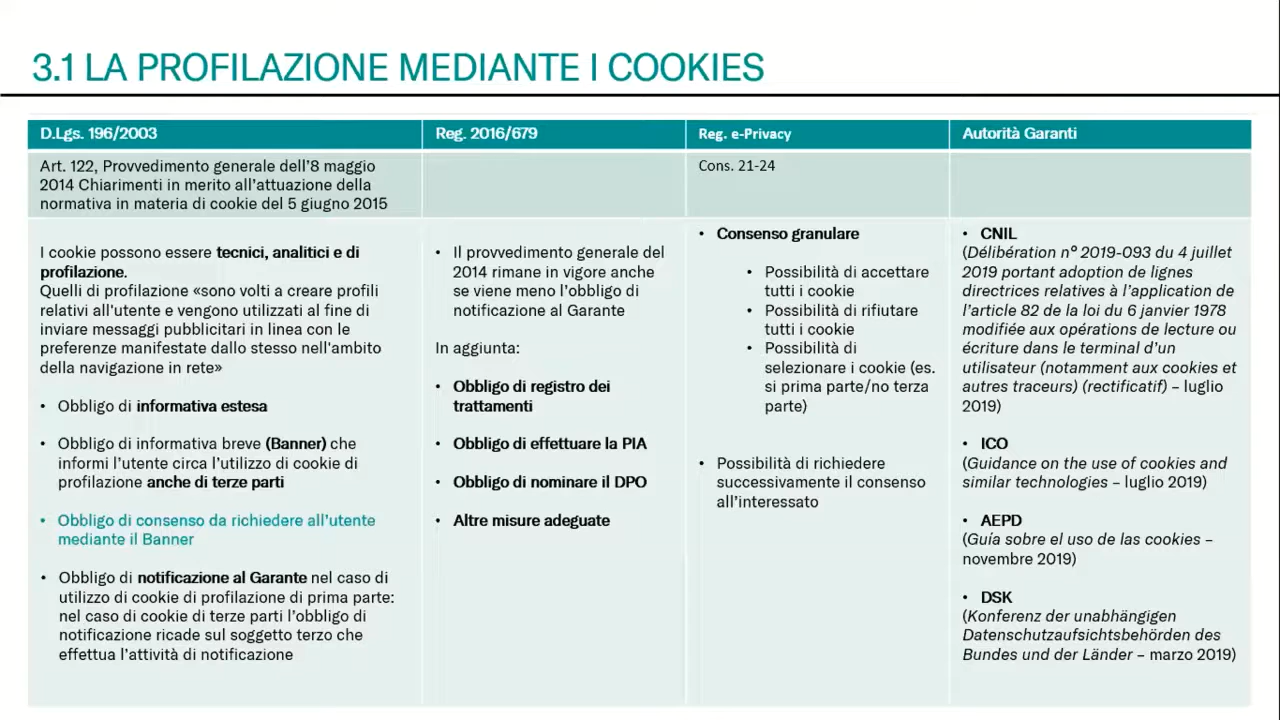 3.1 LA PROFILAZIONE MEDIANTE I COOKIES
D.Lgs. 196/2003
Reg. 2016/679
Reg. e-Privacy
Autorità Garanti
Art. 122, Provvedimento generale dell'8 maggio
2014 Chiarimenti in merito all'attuazione della
normativa in materia di cookie del 5 giugno 2015
Cons. 21-24
I cookie possono essere tecnici, analitici e di
profilazione.
Quelli di profilazione «sono volti a creare profili
relativi all'utente e vengono utilizzati al fine di
inviare messaggi pubblicitari in linea con le
preferenze manifestate dallo stesso nell'ambito
della navigazione in rete»
• Obbligo di informativa estesa
• Obbligo di informativa breve (Banner) che
informi l'utente circa l'utilizzo di cookie di
profilazione anche di terze parti
• Obbligo di consenso da richiedere all'utente
mediante il Banner
• Obbligo di notificazione al Garante nel caso di
utilizzo di cookie di profilazione di prima parte:
nel caso di cookie di terze parti l'obbligo di
notificazione ricade sul soggetto terzo che
effettua l'attività di notificazione
• Il provvedimento generale del
2014 rimane in vigore anche
se viene meno l'obbligo di
notificazione al Garante
In aggiunta:
• Obbligo di registro dei
trattamenti
• Obbligo di effettuare la PIA
• Obbligo di nominare il DPO
• Altre misure adeguate
• Consenso granulare
• Possibilità di accettare
tutti i cookie
• Possibilità di rifiutare
tutti i cookie
• Possibilità di
selezionare i cookie (es.
si prima parte/no terza
parte)
• Possibilità di richiedere
successivamente il consenso
all'interessato
• CNIL
(Délibération n° 2019-093 du 4 juillet
2019 portant adoption de lignes
directrices relatives à l'application de
l'article 82 de la loi du 6 janvier 1978
modifiée aux opérations de lecture ou
écriture dans le terminal d'un
utilisateur (notamment aux cookies et
autres traceurs) (rectificatif) – luglio
2019)
• ICO
(Guidance on the use of cookies and
similar technologies – luglio 2019)
• AEPD
(Guía sobre el uso de las cookies –
novembre 2019)
• DSK
(Konferenz der unabhängigen
Datenschutzaufsichtsbehörden des
Bundes und der Länder – marzo 2019)